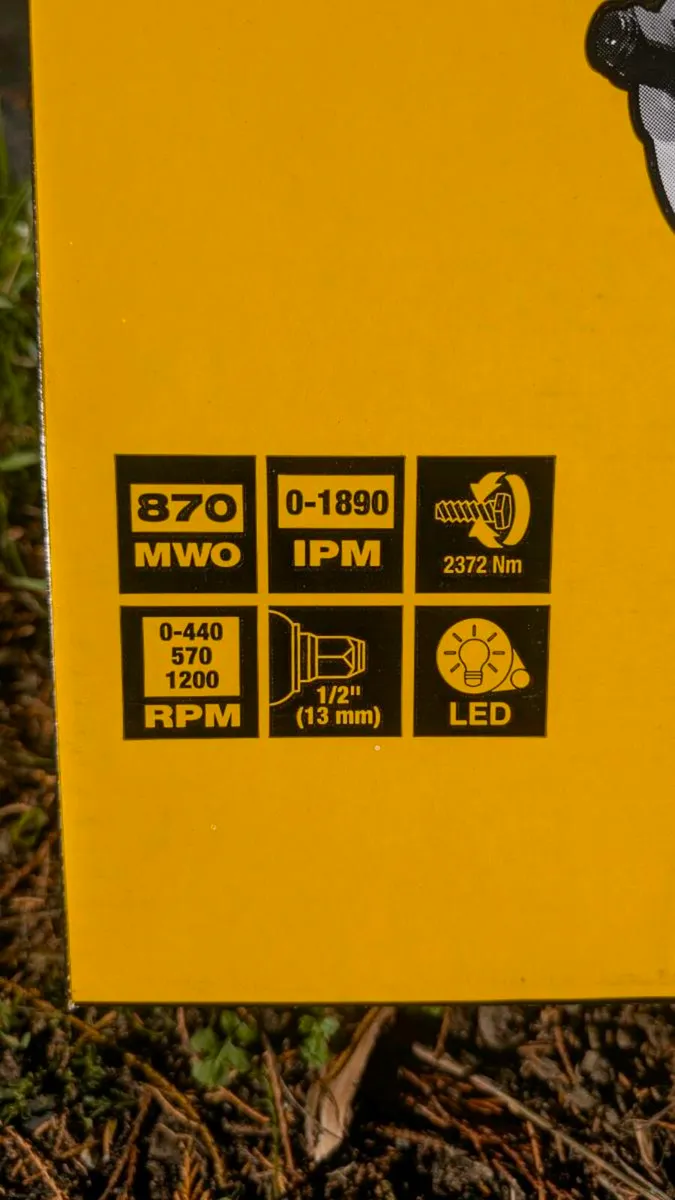 870
MWO
0-1890
IPM
2372 Nm
0-440
570
1200
RPM
1/2"
(13 mm)
LED